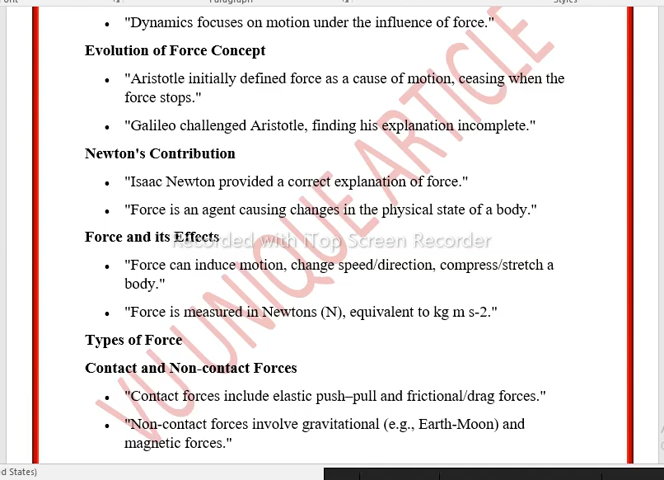 Paragraph
Styles
• "Dynamics focuses on motion under the influence of force."
Evolution of Force Concept
• "Aristotle initially defined force as a cause of motion, ceasing when the
force stops."
• "Galileo challenged Aristotle, finding his explanation incomplete."
Newton's Contribution
• "Isaac Newton provided a correct explanation of force."
• "Force is an agent causing changes in the physical state of a body."
Force and its Effects
Recorded with iTop Screen Recorder
• "Force can induce motion, change speed/direction, compress/stretch a
body."
• "Force is measured in Newtons (N), equivalent to kg m s-2."
Types of Force
Contact and Non-contact Forces
• "Contact forces include elastic push–pull and frictional/drag forces."
• "Non-contact forces involve gravitational (e.g., Earth-Moon) and
magnetic forces."
VU UNIQUE ARTICLE
d States)